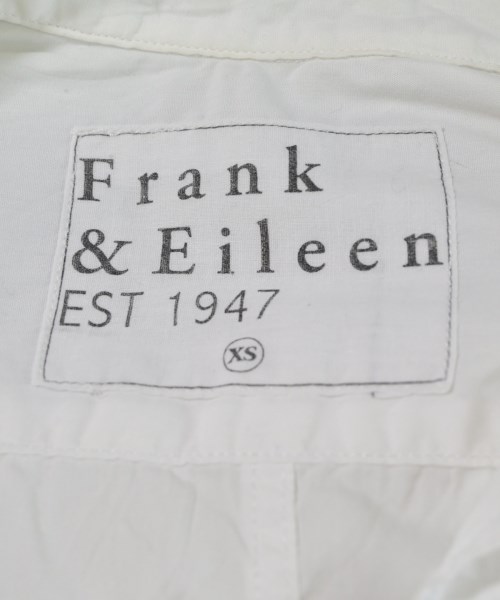 Frank
& Eileen
EST 1947
XS